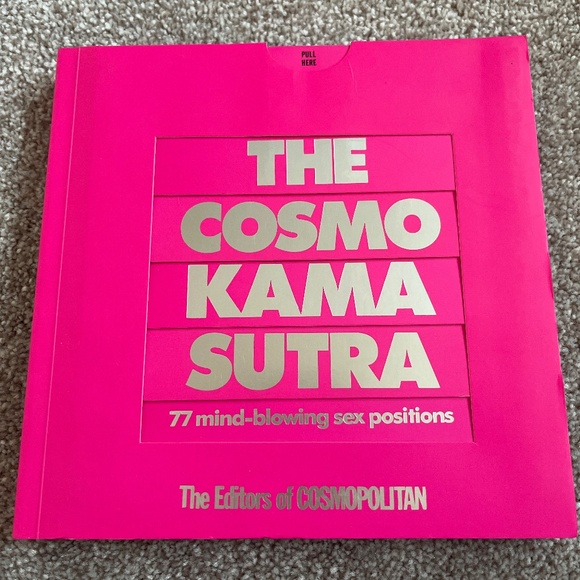 PULL
HERE
THE
COSMO
KAMA
SUTRA
77 mind-blowing sex positions
The Editors of COSMOPOLITAN